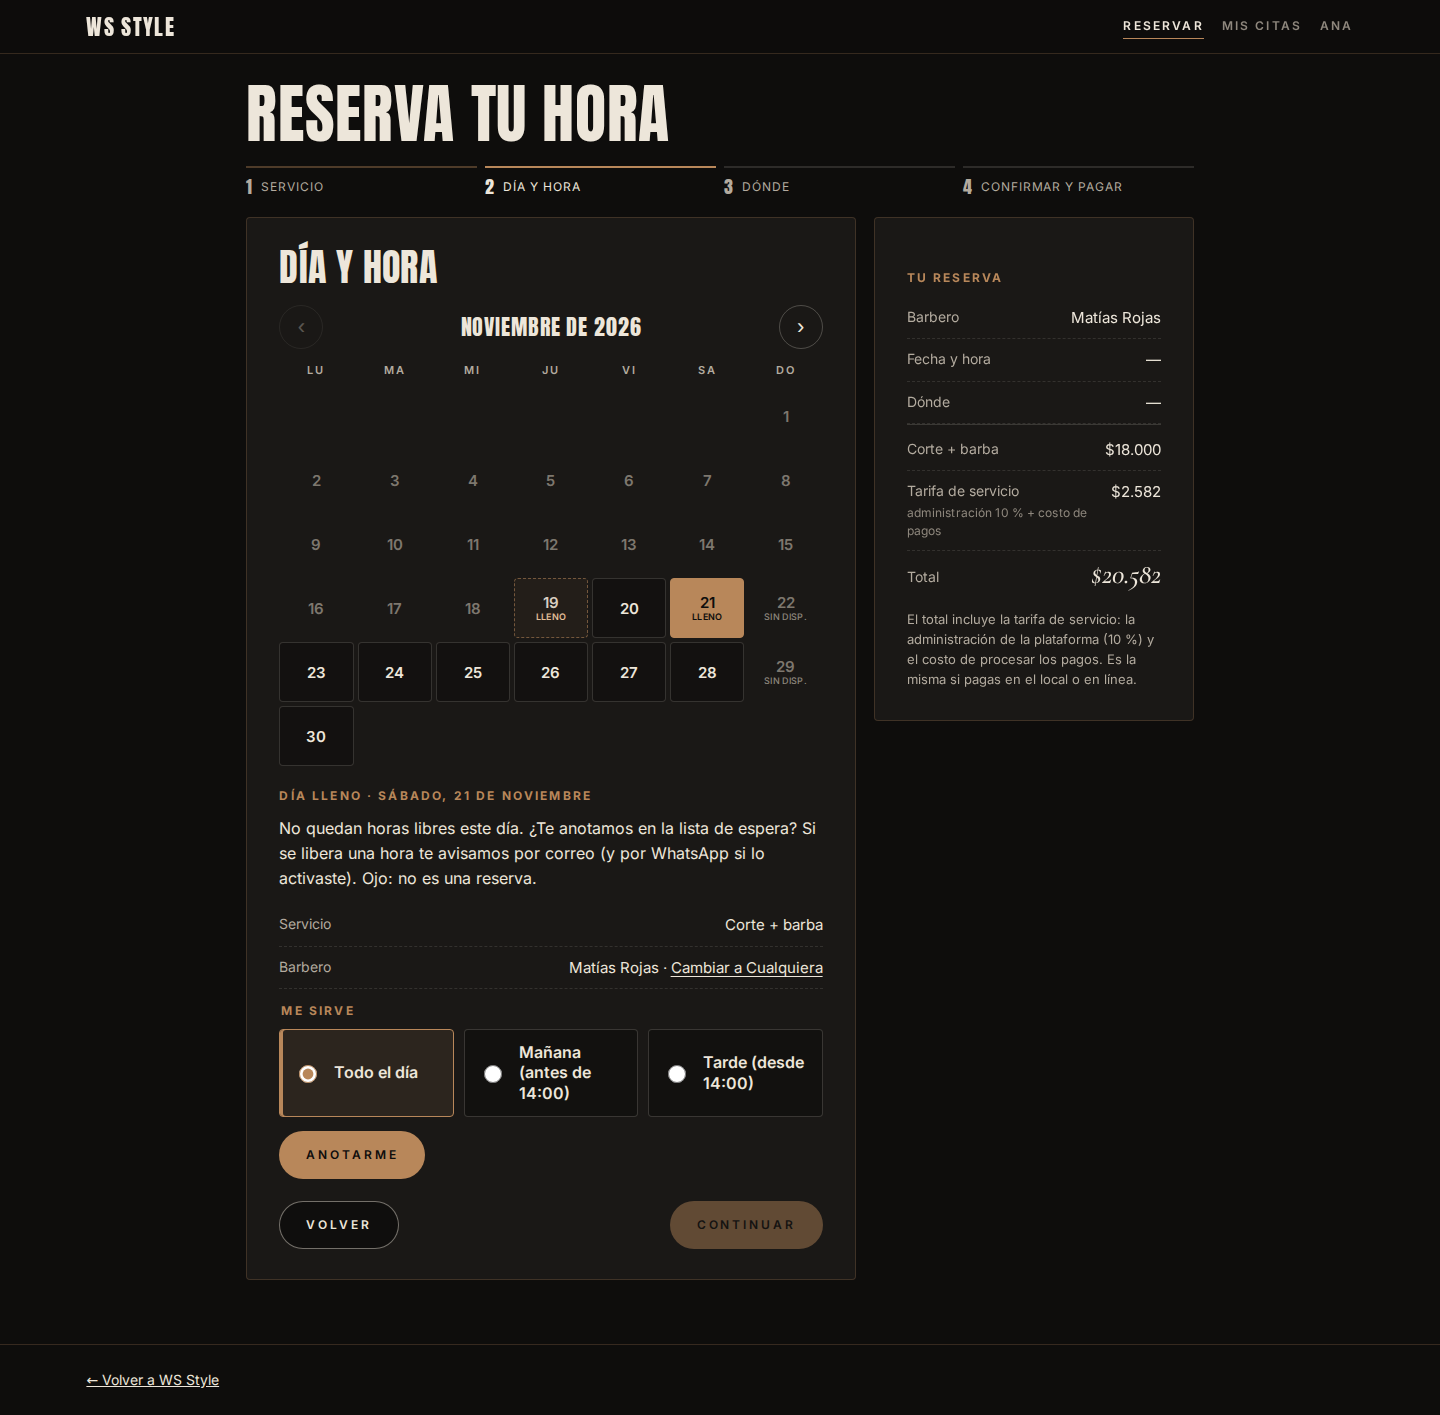 WS STYLE
RESERVAR MIS CITAS ANA
RESERVA TU HORA
1 SERVICIO
2 DÍA Y HORA
3 DÓNDE
4 CONFIRMAR Y PAGAR
DÍA Y HORA
‹ NOVIEMBRE DE 2026 ›
LU MA MI JU VI SA DO
1
2 3 4 5 6 7 8
9 10 11 12 13 14 15
16 17 18 19 20 21 22
LLENO LLENO SIN DISP.
23 24 25 26 27 28 29
SIN DISP.
30
DÍA LLENO · SÁBADO, 21 DE NOVIEMBRE
No quedan horas libres este día. ¿Te anotamos en la lista de espera? Si
se libera una hora te avisamos por correo (y por WhatsApp si lo
activaste). Ojo: no es una reserva.
Servicio Corte + barba
Barbero Matías Rojas · Cambiar a Cualquiera
ME SIRVE
Todo el día
Mañana
(antes de
14:00)
Tarde (desde
14:00)
ANOTARME
VOLVER CONTINUAR
TU RESERVA
Barbero Matías Rojas
Fecha y hora —
Dónde —
Corte + barba $18.000
Tarifa de servicio $2.582
administración 10 % + costo de
pagos
Total $20.582
El total incluye la tarifa de servicio: la
administración de la plataforma (10 %) y
el costo de procesar los pagos. Es la
misma si pagas en el local o en línea.
← Volver a WS Style